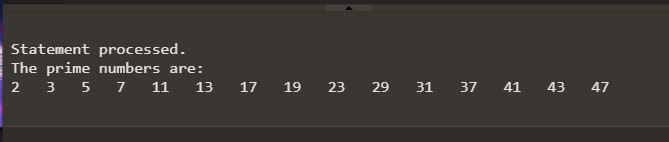 Statement processed.
The prime numbers are:
2 3 5 7 11 13 17 19 23 29 31 37 41 43 47